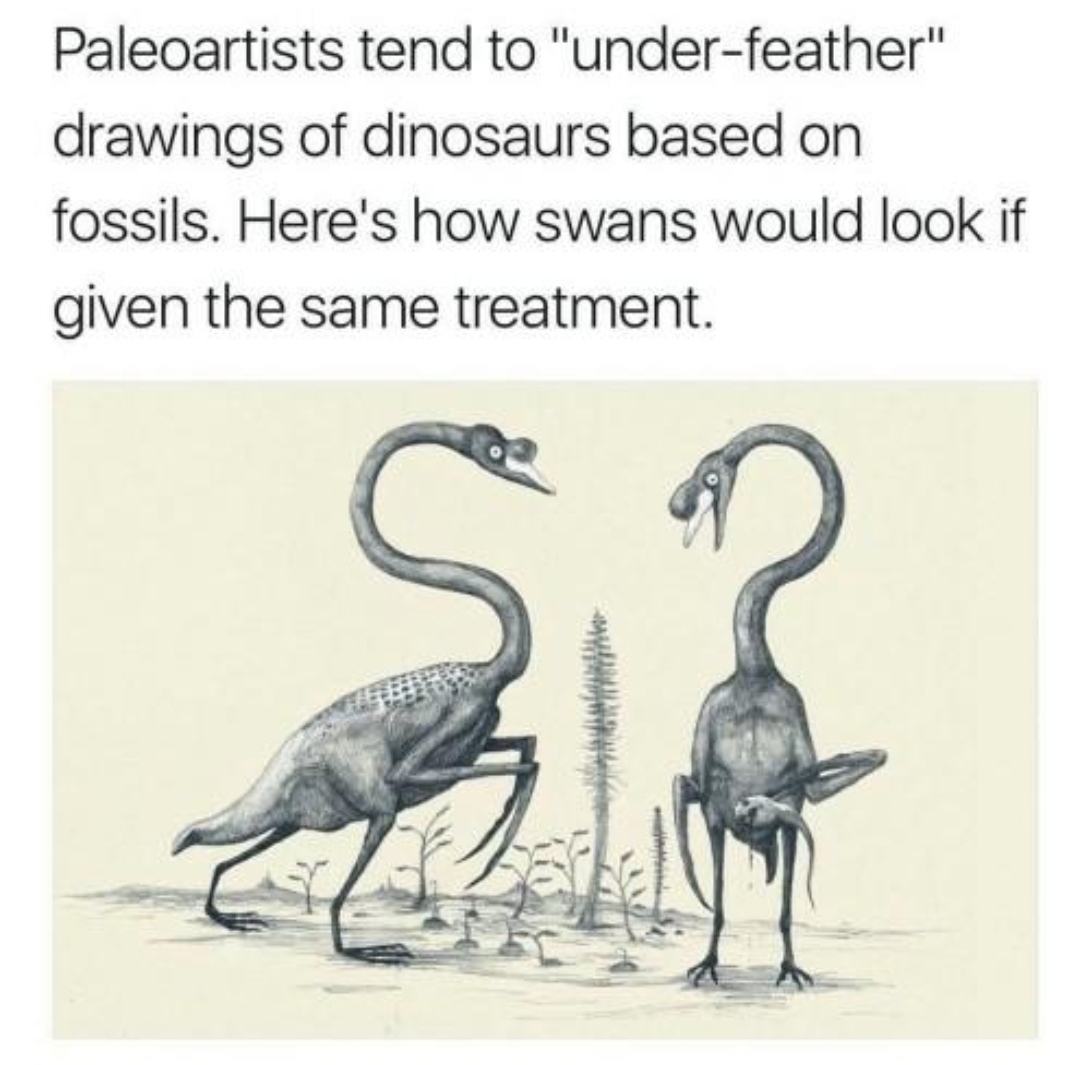 Paleoartists tend to "under-feather"
drawings of dinosaurs based on
fossils. Here's how swans would look if
given the same treatment.